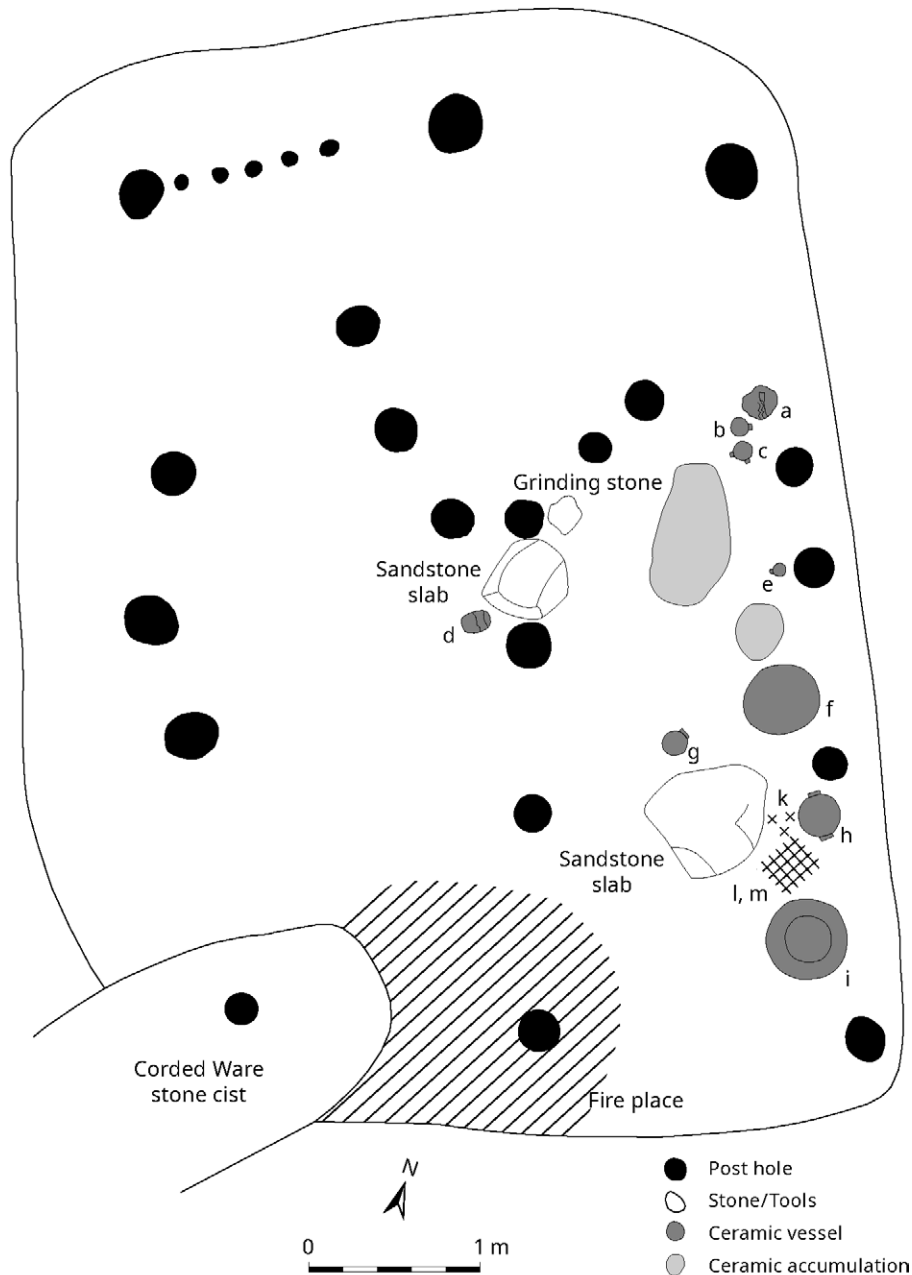 a
b
c
Grinding stone
Sandstone
slab
e
d
f
g
k
h
Sandstone
slab
l, m
i
Corded Ware
stone cist
Fire place
N
Post hole
Stone/Tools
Ceramic vessel
Ceramic accumulation
0
1 m